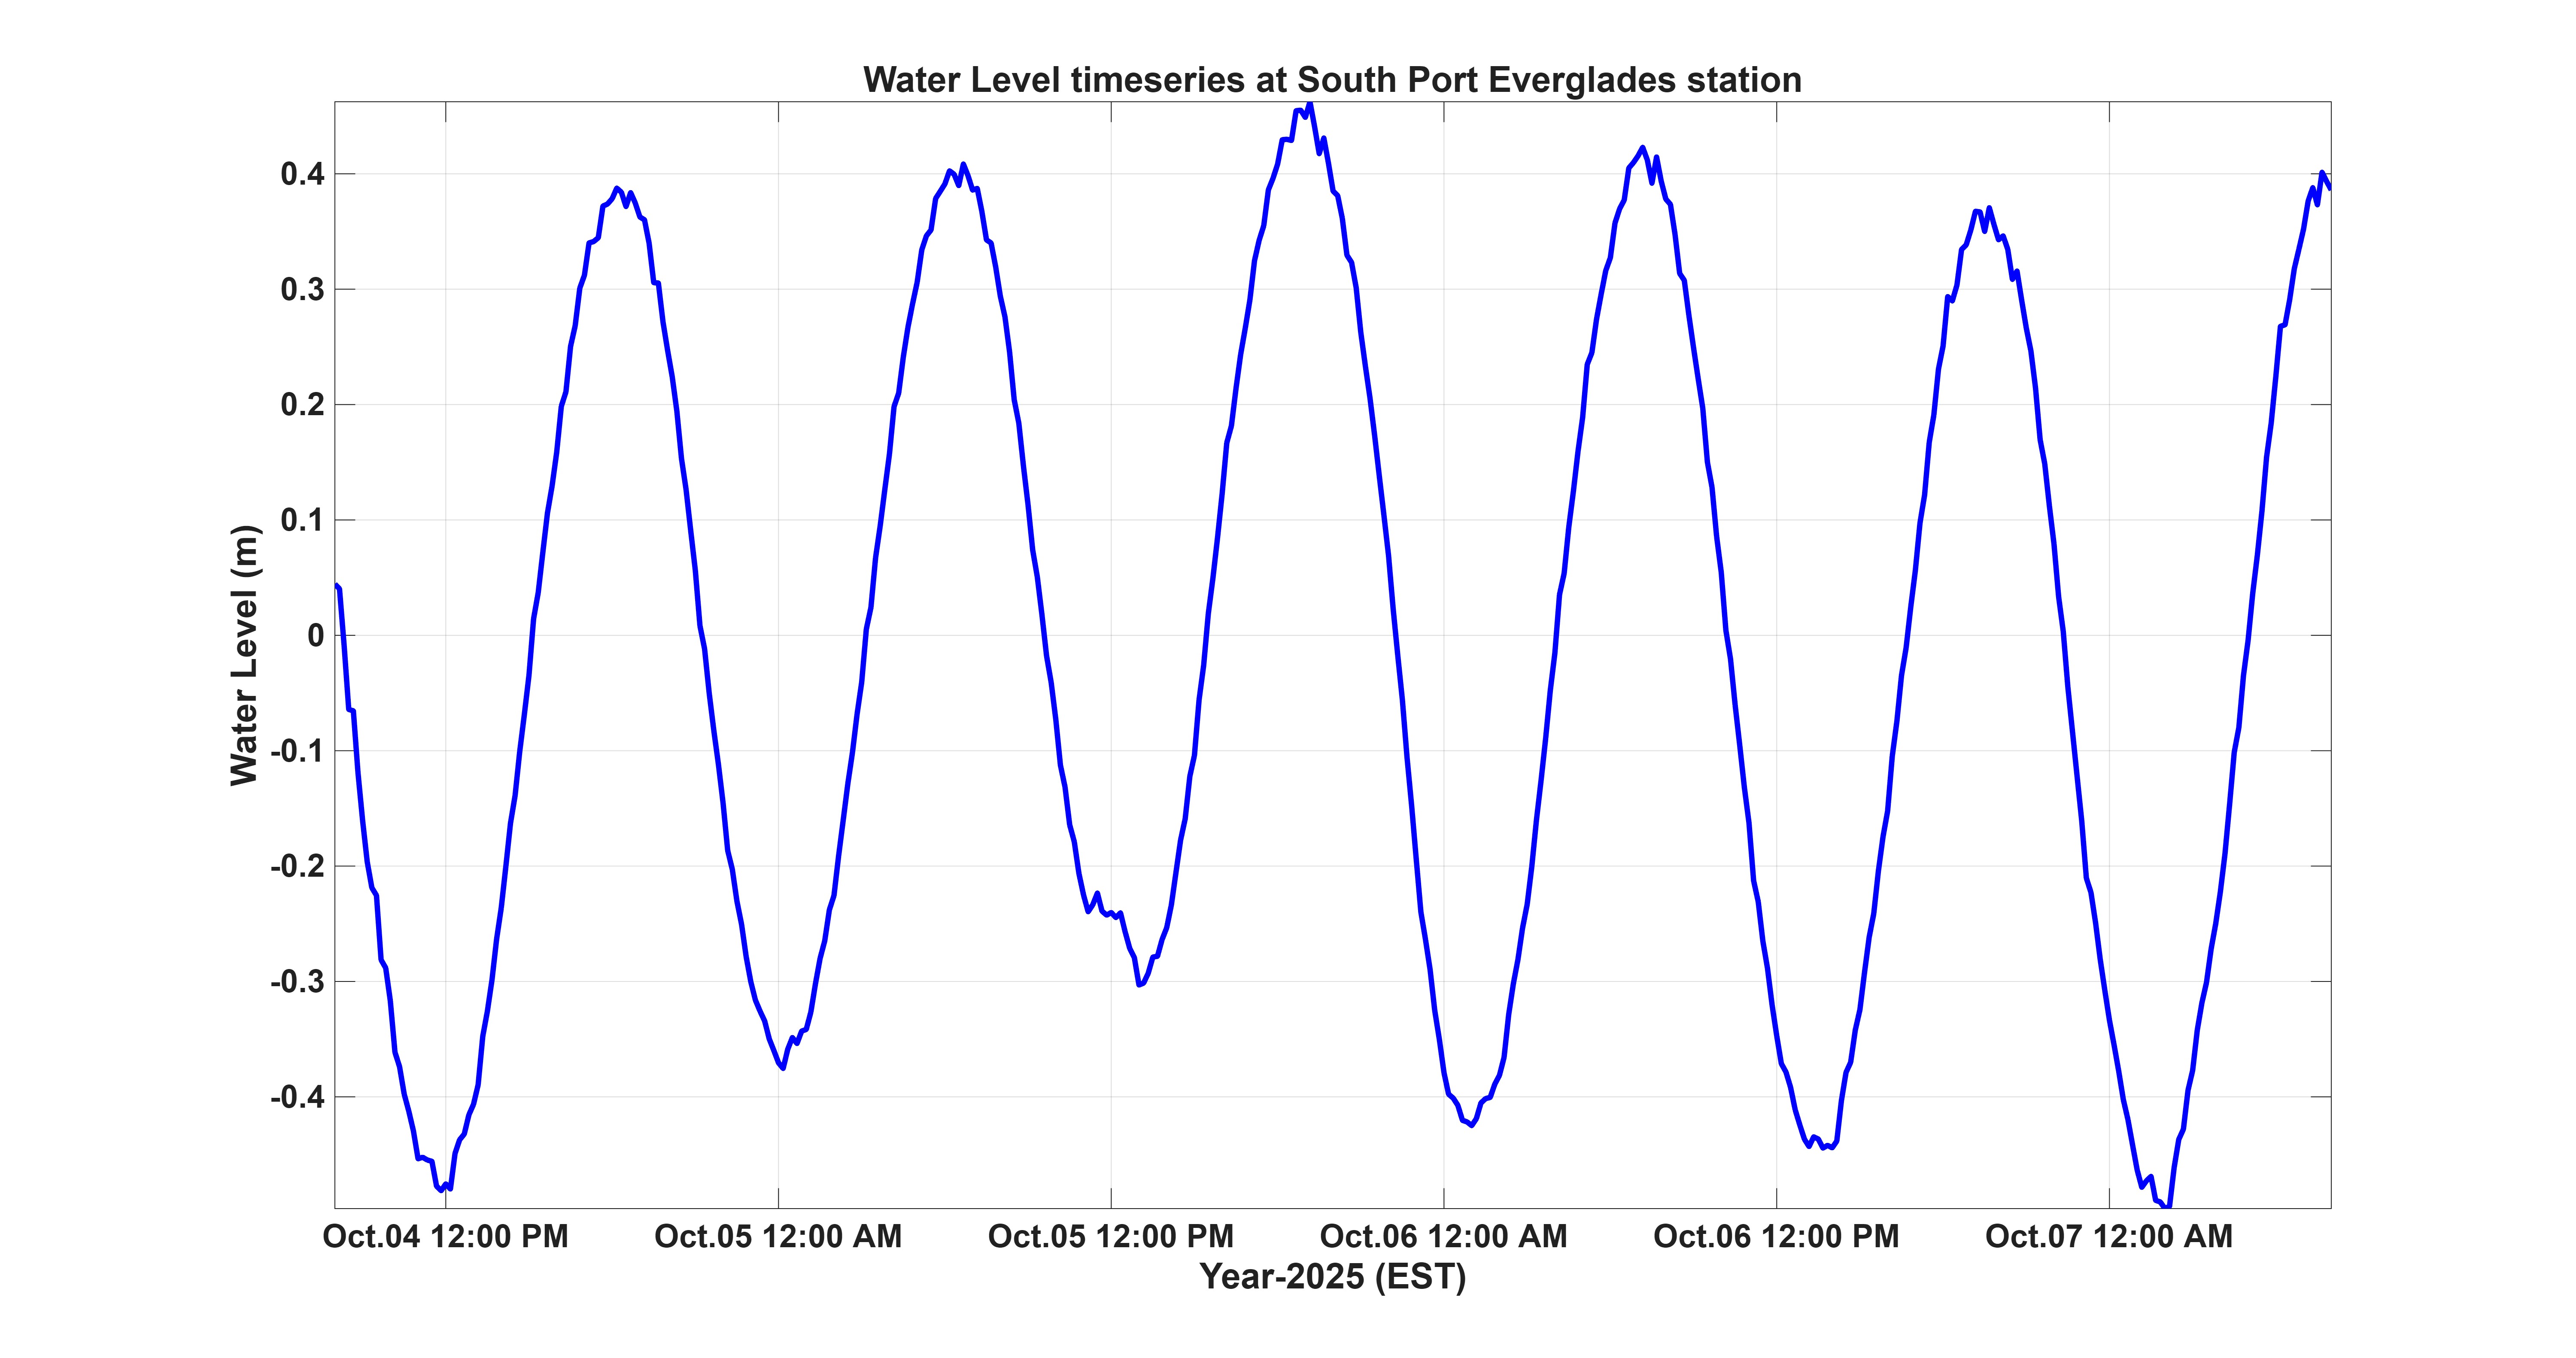 Water Level timeseries at South Port Everglades station
Water Level (m)
0.4
0.3
0.2
0.1
0
-0.1
-0.2
-0.3
-0.4
Oct.04 12:00 PM Oct.05 12:00 AM Oct.05 12:00 PM Oct.06 12:00 AM Oct.06 12:00 PM Oct.07 12:00 AM
Year-2025 (EST)